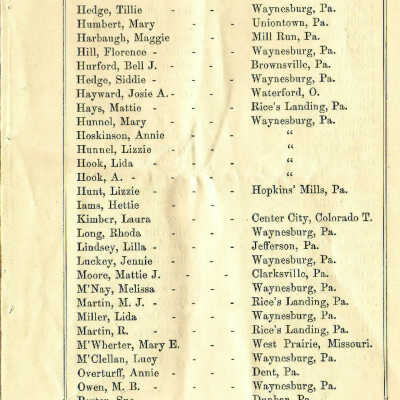 Hedge, Tillie - - Waynesburg, Pa.
Humbert, Mary - - Uniontown, Pa.
Harbaugh, Maggie - - Mill Run, Pa.
Hill, Florence - - - Waynesburg, Pa.
Hurford, Bell J. - - Brownsville, Pa.
Hedge, Siddie - - - Waynesburg, Pa.
Hayward, Josie A. - - - Waterford, O.
Hays, Mattie - - - Rice's Landing, Pa.
Hunnel, Mary - - Waynesburg, Pa.
Hoskinson, Annie - - "
Hunnel, Lizzie - - - "
Hook, Lida - - - "
Hook, A. - - - "
Hunt, Lizzie - - - Hopkins' Mills, Pa.
Iams, Hettie - -
Kimber, Laura - - Center City, Colorado T.
Long, Rhoda - - Waynesburg, Pa.
Lindsey, Lilla - - - Jefferson, Pa.
Luckey, Jennie - - - Waynesburg, Pa.
Moore, Mattie J. - - Clarksville, Pa.
M'Nay, Melissa - - - Waynesburg, Pa.
Martin, M. J. - - - Rice's Landing, Pa.
Miller, Lida - - Waynesburg, Pa.
Martin, R. - - - Rice's Landing, Pa.
M'Wherter, Mary E. - - West Prairie, Missouri.
M'Clellan, Lucy - - Waynesburg, Pa.
Overturff, Annie - - - Dent, Pa.
Owen, M. B. - - - Waynesburg, Pa.
Dunbar, Pa.